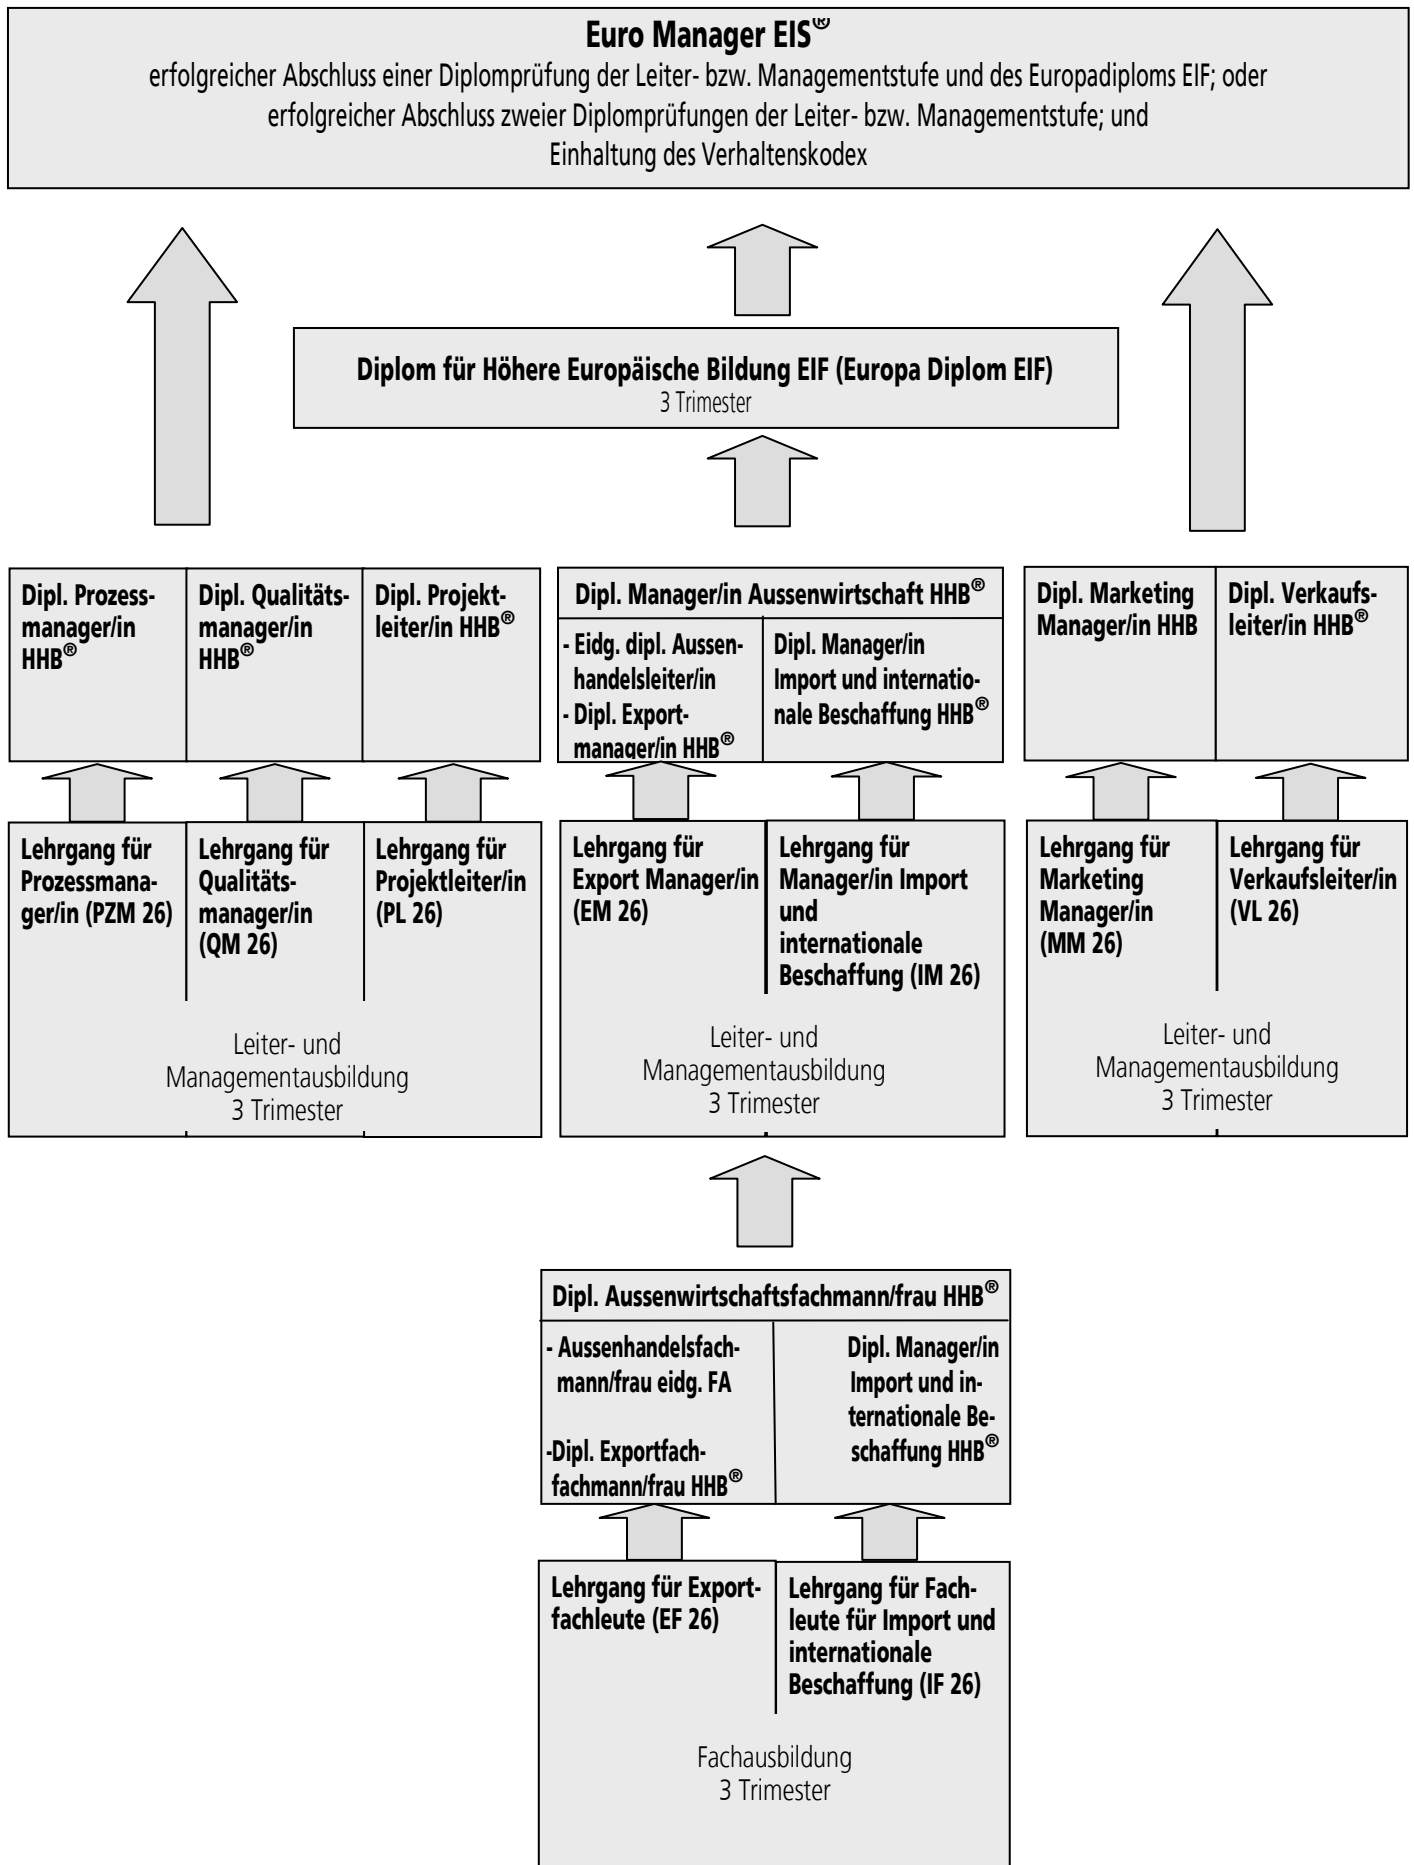 Euro Manager EIS®
erfolgreicher Abschluss einer Diplomprüfung der Leiter- bzw. Managementstufe und des Europadiploms EIF; oder
erfolgreicher Abschluss zweier Diplomprüfungen der Leiter- bzw. Managementstufe; und
Einhaltung des Verhaltenskodex
Diplom für Höhere Europäische Bildung EIF (Europa Diplom EIF)
3 Trimester
Dipl. Prozess-
manager/in
HHB®
Dipl. Qualitäts-
manager/in
HHB®
Dipl. Projekt-
leiter/in HHB®
Dipl. Manager/in Aussenwirtschaft HHB®
- Eidg. dipl. Aussen-
handelsleiter/in
- Dipl. Export-
manager/in HHB®
Dipl. Manager/in
Import und internatio-
nale Beschaffung HHB®
Dipl. Marketing
Manager/in HHB
Dipl. Verkaufs-
leiter/in HHB®
Lehrgang für
Prozessmana-
ger/in (PZM 26)
Lehrgang für
Qualitäts-
manager/in
(QM 26)
Lehrgang für
Projektleiter/in
(PL 26)
Leiter- und
Managementausbildung
3 Trimester
Lehrgang für
Export Manager/in
(EM 26)
Lehrgang für
Manager/in Import
und
internationale
Beschaffung (IM 26)
Leiter- und
Managementausbildung
3 Trimester
Lehrgang für
Marketing
Manager/in
(MM 26)
Lehrgang für
Verkaufsleiter/in
(VL 26)
Leiter- und
Managementausbildung
3 Trimester
Dipl. Aussenwirtschaftsfachmann/frau HHB®
- Aussenhandelsfach-
mann/frau eidg. FA
-Dipl. Exportfach-
fachmann/frau HHB®
Dipl. Manager/in
Import und in-
ternationale Be-
schaffung HHB®
Lehrgang für Export-
fachleute (EF 26)
Lehrgang für Fach-
leute für Import und
internationale
Beschaffung (IF 26)
Fachausbildung
3 Trimester